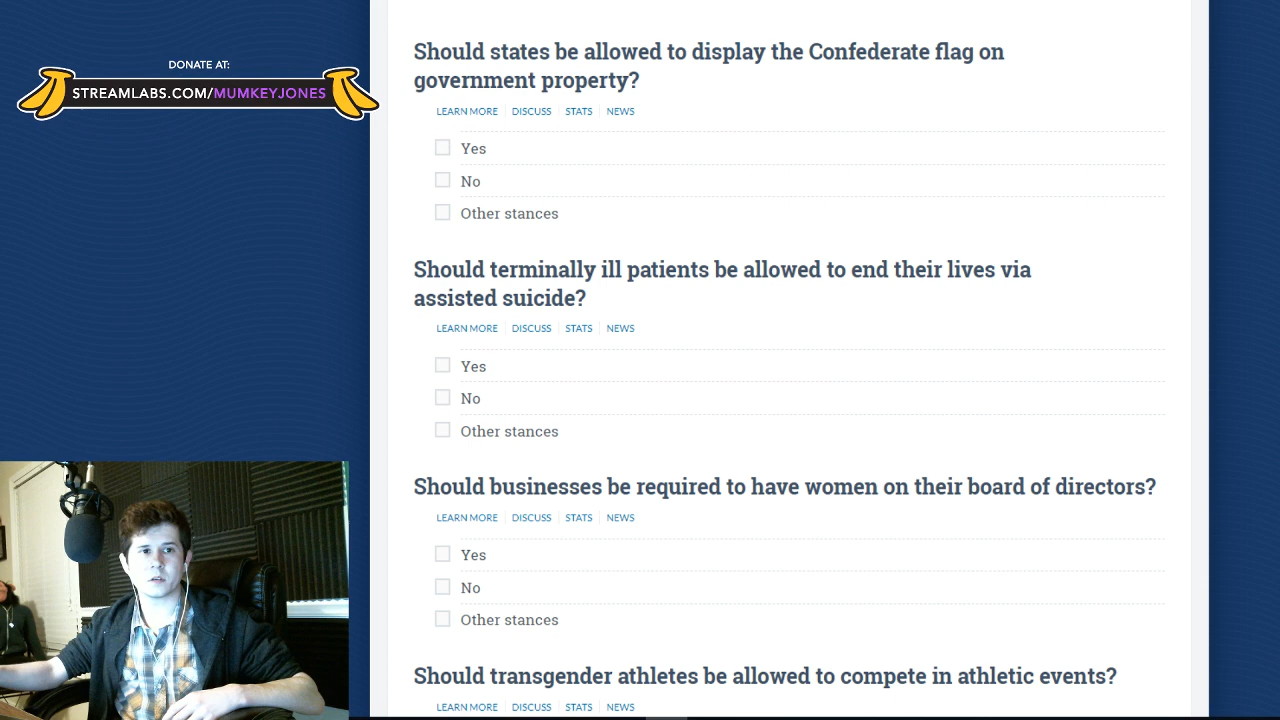 DONATE AT:
STREAMLABS.COM/MUMKEYJONES
Should states be allowed to display the Confederate flag on
government property?
LEARN MORE DISCUSS STATS NEWS
Yes
No
Other stances
Should terminally ill patients be allowed to end their lives via
assisted suicide?
LEARN MORE DISCUSS STATS NEWS
Yes
No
Other stances
Should businesses be required to have women on their board of directors?
LEARN MORE DISCUSS STATS NEWS
Yes
No
Other stances
Should transgender athletes be allowed to compete in athletic events?
LEARN MORE DISCUSS STATS NEWS